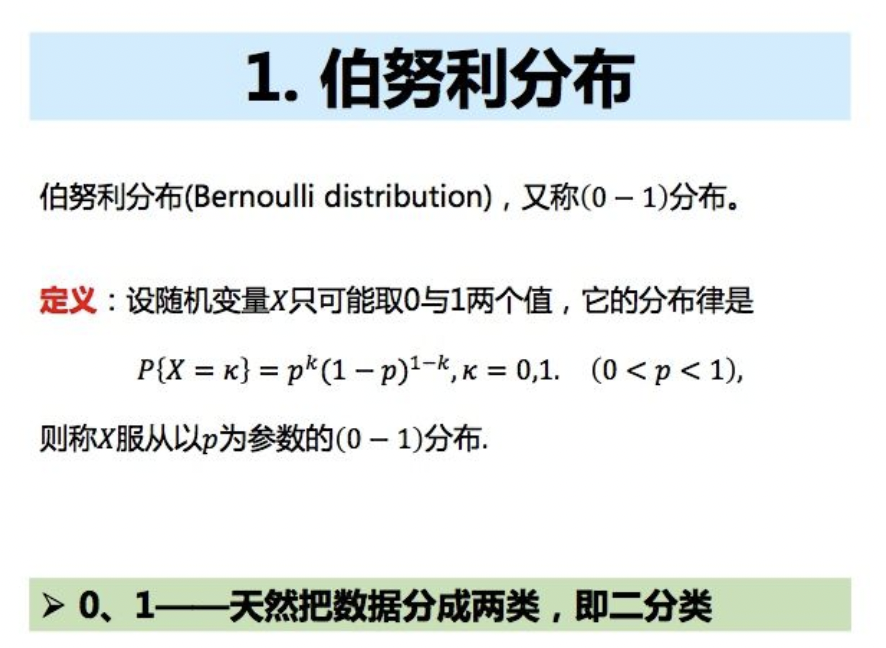 1. 伯努利分布
伯努利分布(Bernoulli distribution)，又称(0 − 1)分布。
定义：设随机变量X只可能取0与1两个值，它的分布律是
P{X = κ} = pᵏ(1 − p)¹⁻ᵏ, κ = 0,1. (0 < p < 1),
则称X服从以p为参数的(0 − 1)分布.
➢ 0、1——天然把数据分成两类，即二分类